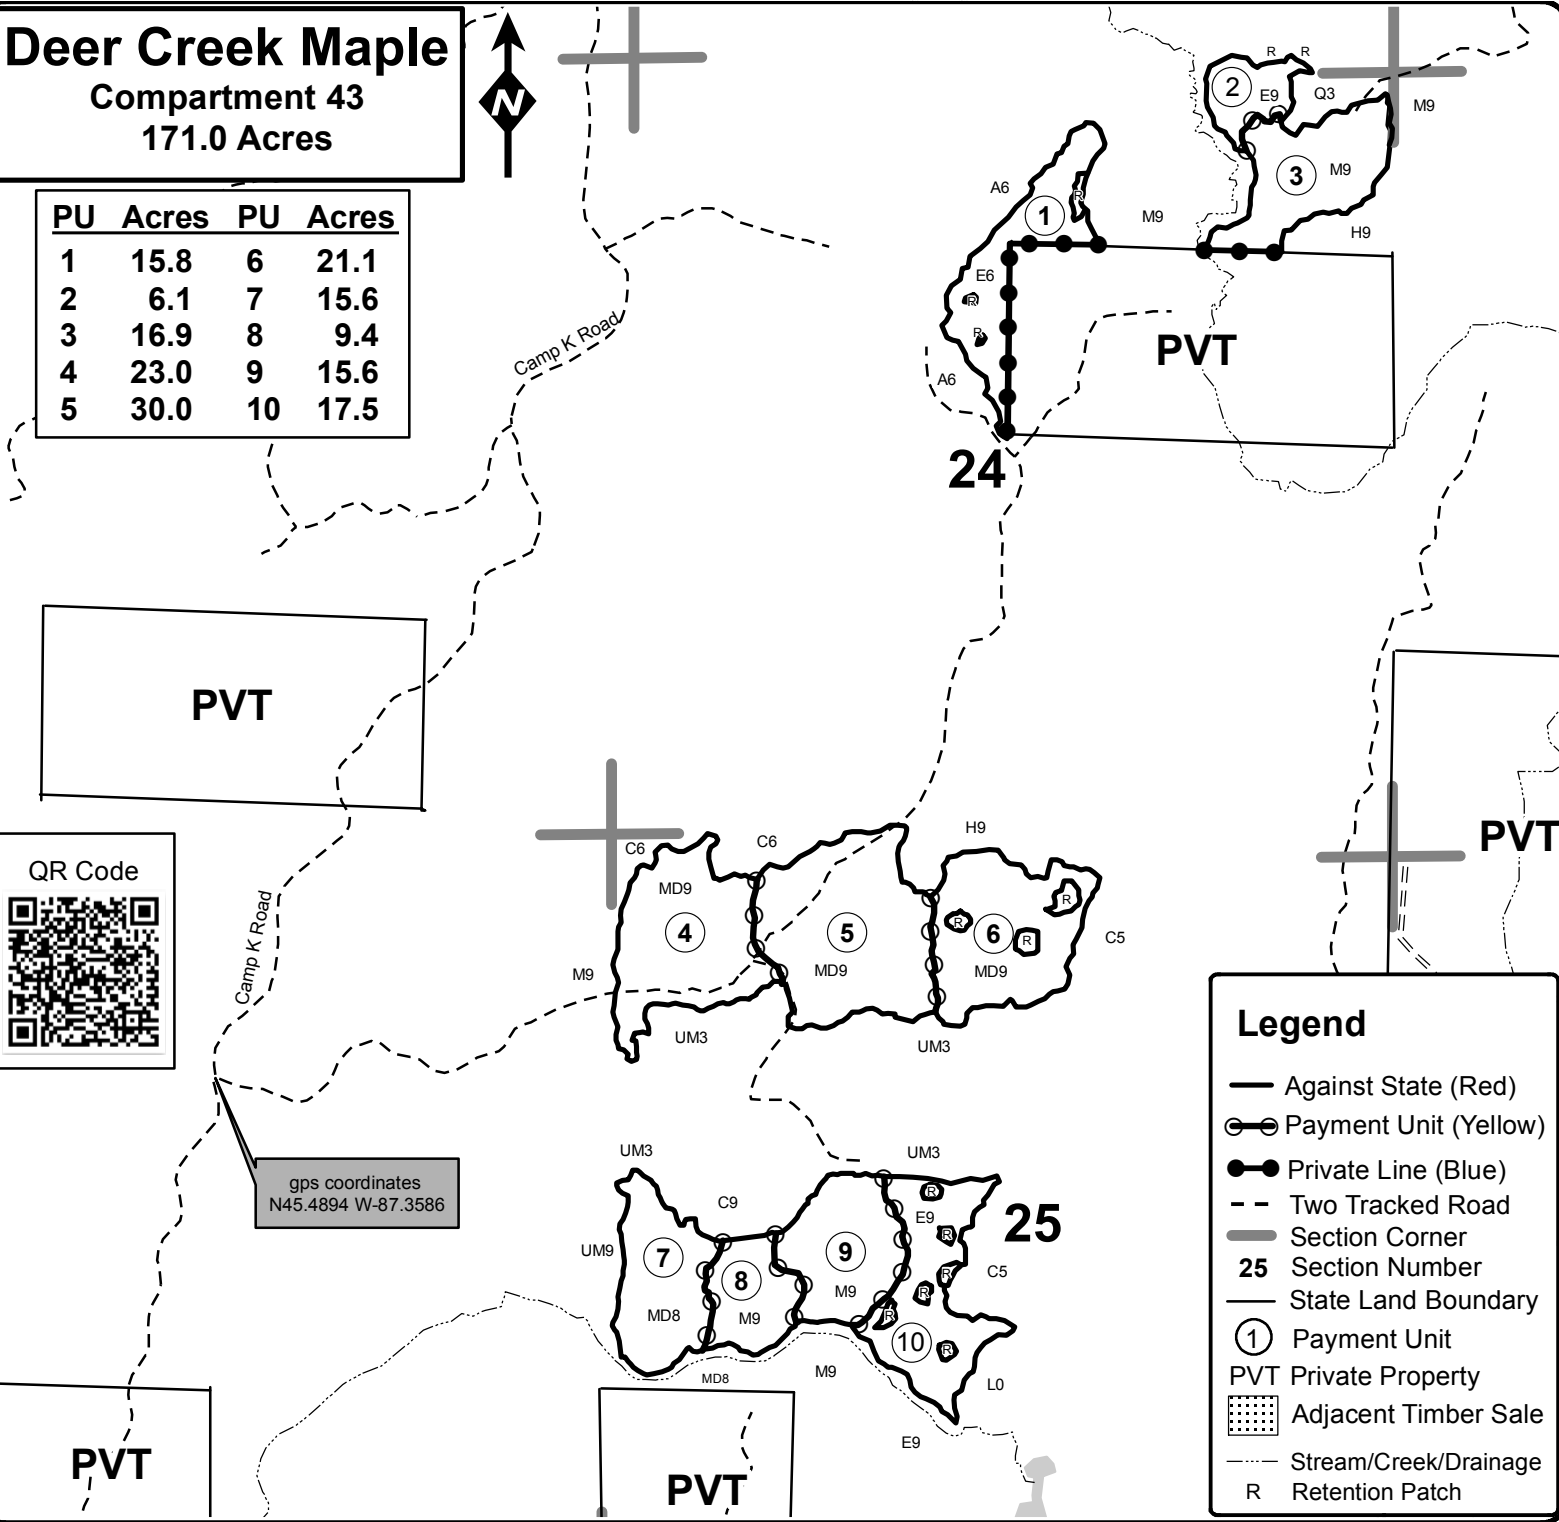 Deer Creek Maple
Compartment 43
171.0 Acres
N
PU Acres PU Acres
1 15.8 6 21.1
2 6.1 7 15.6
3 16.9 8 9.4
4 23.0 9 15.6
5 30.0 10 17.5
R R
2
E9
Q3
M9
3 M9
A6
R
1
M9
H9
E6
R
R
A6
PVT
24
Camp K Road
PVT
PVT
C6
C6
H9
MD9
R
R
4
5
6
R
MD9
MD9
C5
M9
UM3
UM3
QR Code
Camp K Road
gps coordinates
N45.4894 W-87.3586
UM3
UM3
R
C9
E9
25
R
UM9
7
8
9
R
C5
M9
R
MD8
M9
R
10
R
M9
MD8
L0
E9
PVT
PVT
Legend
Against State (Red)
Payment Unit (Yellow)
Private Line (Blue)
Two Tracked Road
Section Corner
25 Section Number
State Land Boundary
1 Payment Unit
PVT Private Property
Adjacent Timber Sale
Stream/Creek/Drainage
R Retention Patch